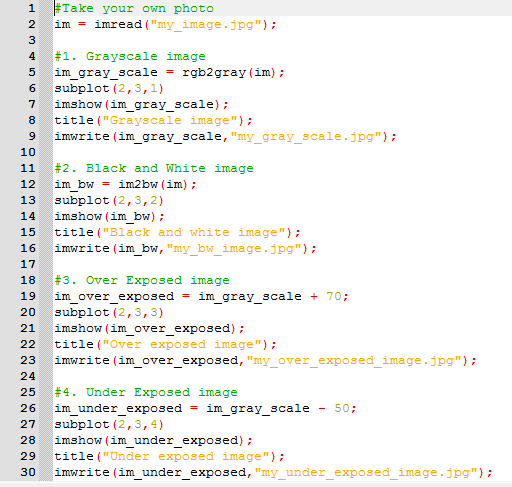 1 #Take your own photo
2 im = imread("my_image.jpg");
3
4 #1. Grayscale image
5 im_gray_scale = rgb2gray(im);
6 subplot(2,3,1)
7 imshow(im_gray_scale);
8 title("Grayscale image");
9 imwrite(im_gray_scale,"my_gray_scale.jpg");
10
11 #2. Black and White image
12 im_bw = im2bw(im);
13 subplot(2,3,2)
14 imshow(im_bw);
15 title("Black and white image");
16 imwrite(im_bw,"my_bw_image.jpg");
17
18 #3. Over Exposed image
19 im_over_exposed = im_gray_scale + 70;
20 subplot(2,3,3)
21 imshow(im_over_exposed);
22 title("Over exposed image");
23 imwrite(im_over_exposed,"my_over_exposed_image.jpg");
24
25 #4. Under Exposed image
26 im_under_exposed = im_gray_scale - 50;
27 subplot(2,3,4)
28 imshow(im_under_exposed);
29 title("Under exposed image");
30 imwrite(im_under_exposed,"my_under_exposed_image.jpg");